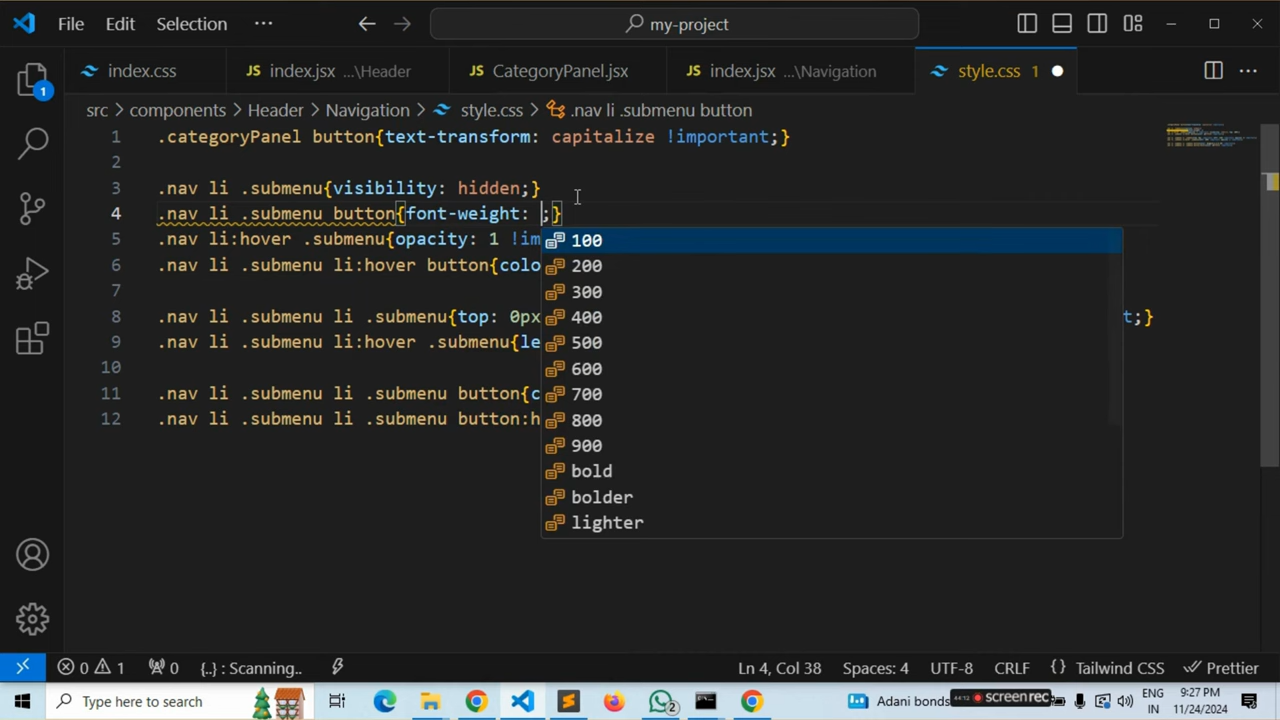 File Edit Selection ··· my-project
index.css index.jsx ...\Header CategoryPanel.jsx index.jsx ...\Navigation style.css 1
src > components > Header > Navigation > style.css > .nav li .submenu button
1 .categoryPanel button{text-transform: capitalize !important;}
2
3 .nav li .submenu{visibility: hidden;}
4 .nav li .submenu button{font-weight: ;}
5 .nav li:hover .submenu{opacity: 1 !im
100
200
6 .nav li .submenu li:hover button{colo
7
300
8 .nav li .submenu li .submenu{top: 0px t;}
400
9 .nav li .submenu li:hover .submenu{le
500
10
600
11 .nav li .submenu li .submenu button{c
700
12 .nav li .submenu li .submenu button:h
800
900
bold
bolder
lighter
1
0 1 0 {..} : Scanning.. Ln 4, Col 38 Spaces: 4 UTF-8 CRLF {} Tailwind CSS Prettier
Type here to search 2 Adani bonds 44:12 screenrec ENG IN 9:27 PM 11/24/2024